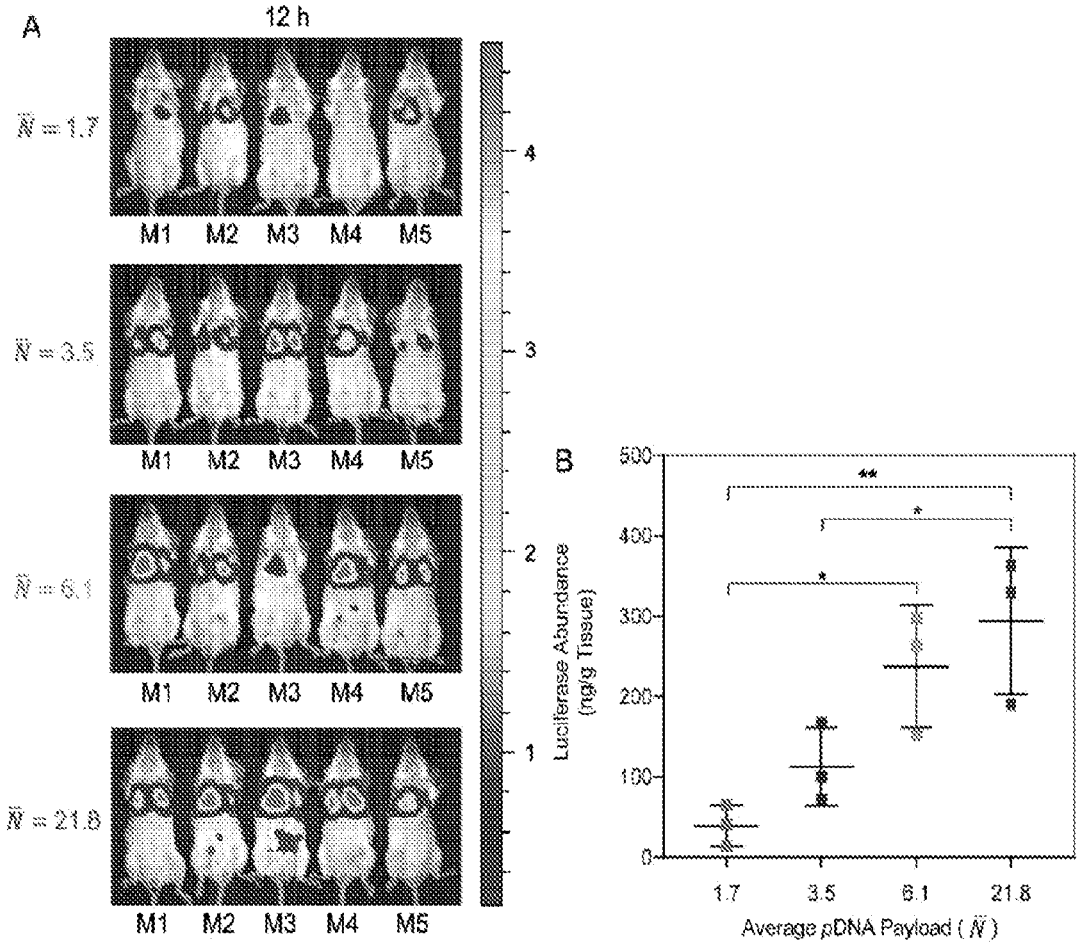 A
12 h
N̄ = 1.7
M1 M2 M3 M4 M5
N̄ = 3.5
M1 M2 M3 M4 M5
N̄ = 6.1
M1 M2 M3 M4 M5
N̄ = 21.8
M1 M2 M3 M4 M5
4
3
2
1
B
Luciferase Abundance
(ng/g Tissue)
500
400
300
200
100
0
**
*
*
1.7 3.5 6.1 21.8
Average pDNA Payload ( N̄ )